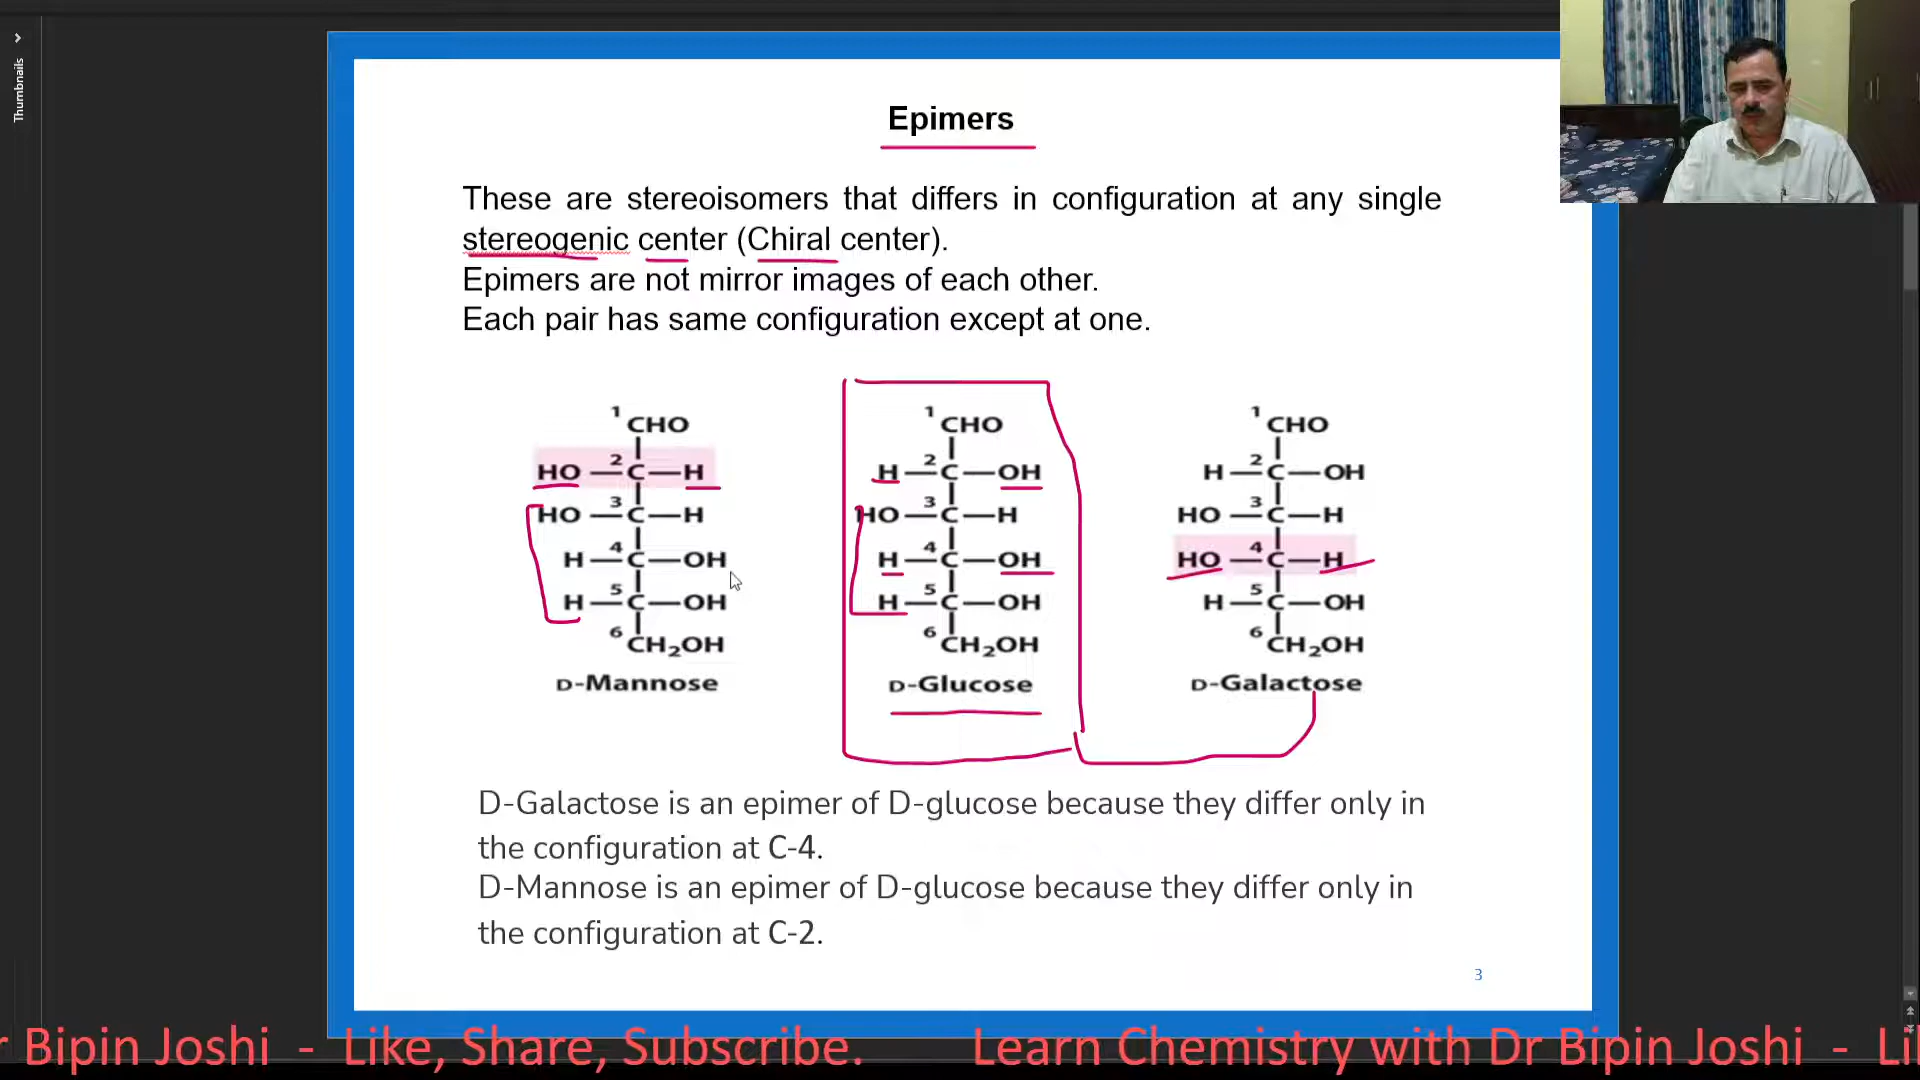 Thumbnails
Epimers
These are stereoisomers that differs in configuration at any single
stereogenic center (Chiral center).
Epimers are not mirror images of each other.
Each pair has same configuration except at one.
1 CHO
HO — 2 C — H
HO — 3 C — H
H — 4 C — OH
H — 5 C — OH
6 CH₂OH
D-Mannose
1 CHO
H — 2 C — OH
HO — 3 C — H
H — 4 C — OH
H — 5 C — OH
6 CH₂OH
D-Glucose
1 CHO
H — 2 C — OH
HO — 3 C — H
HO — 4 C — H
H — 5 C — OH
6 CH₂OH
D-Galactose
D-Galactose is an epimer of D-glucose because they differ only in
the configuration at C-4.
D-Mannose is an epimer of D-glucose because they differ only in
the configuration at C-2.
3
r Bipin Joshi - Like, Share, Subscribe. Learn Chemistry with Dr Bipin Joshi - Li